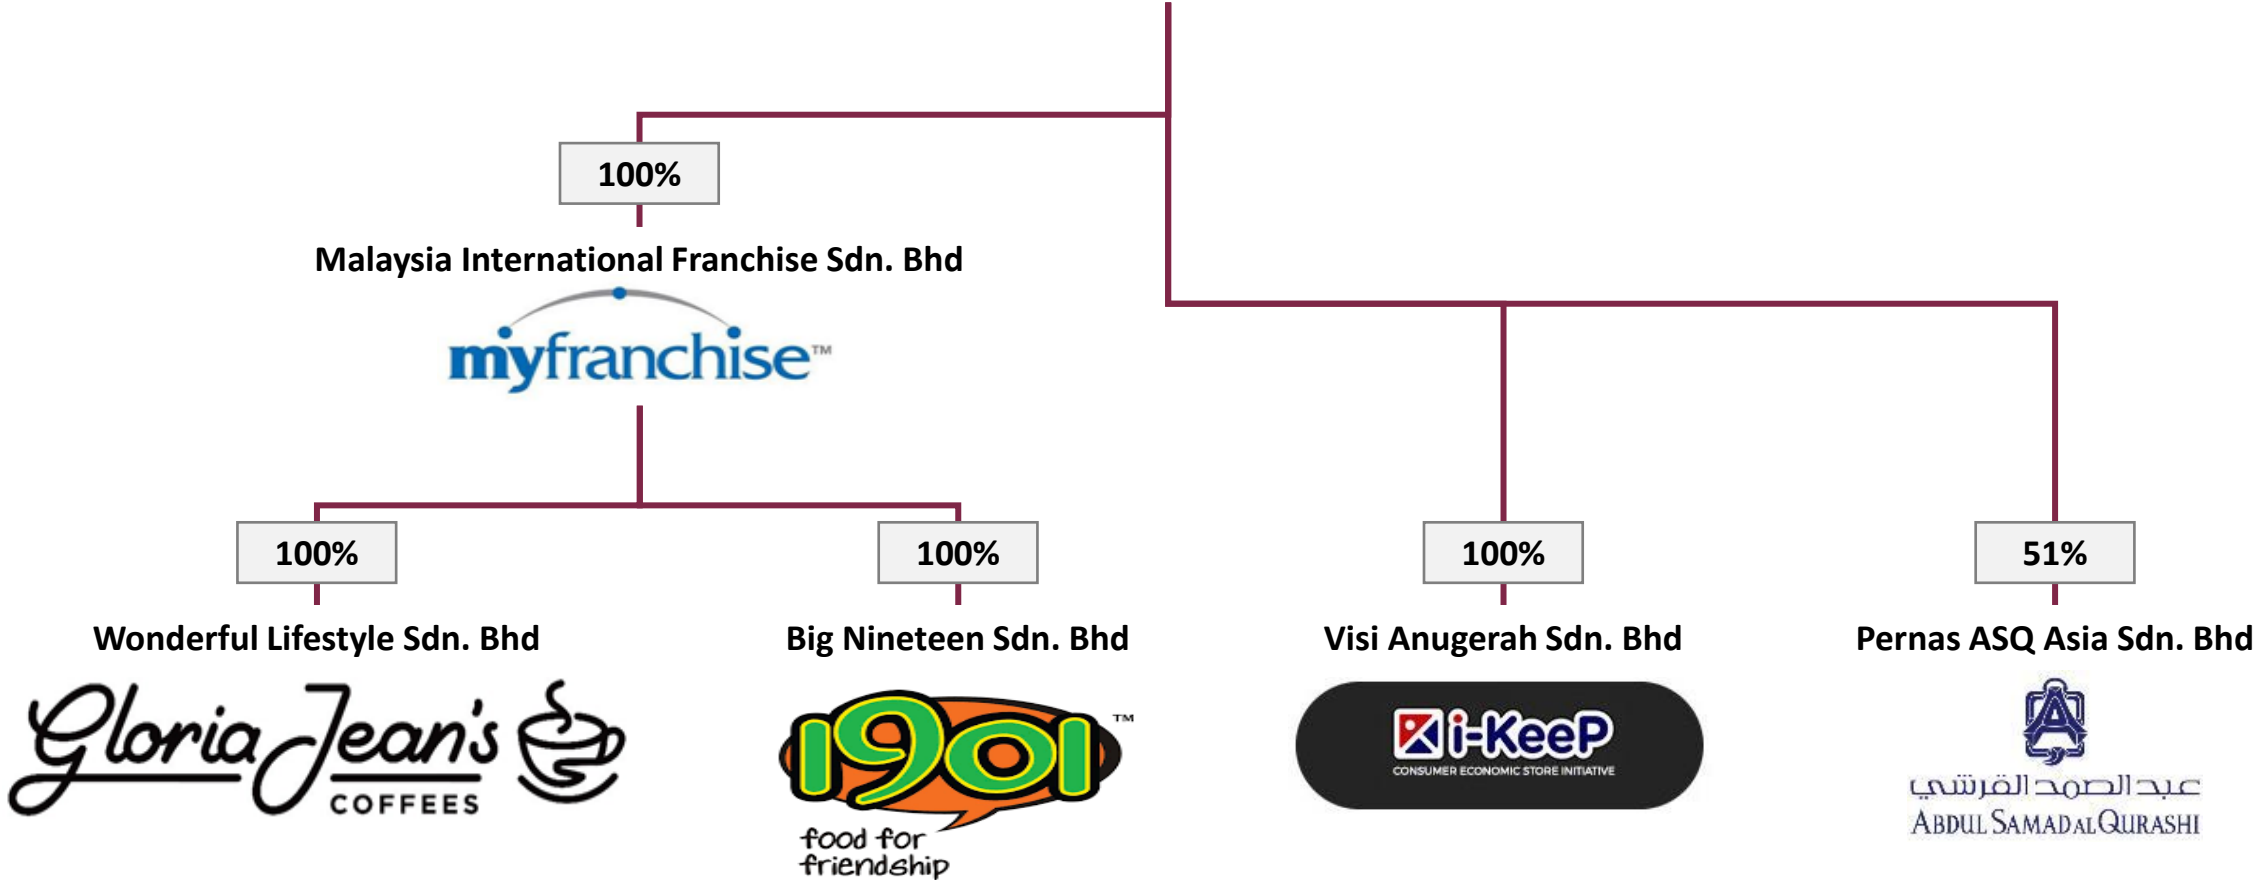 100%
Malaysia International Franchise Sdn. Bhd
myfranchise™
100%
100%
100%
51%
Wonderful Lifestyle Sdn. Bhd
Big Nineteen Sdn. Bhd
Visi Anugerah Sdn. Bhd
Pernas ASQ Asia Sdn. Bhd
Gloria Jean's
COFFEES
1901™
food for
friendship
i-KeeP
CONSUMER ECONOMIC STORE INITIATIVE
عبد الصمد القرشي
ABDUL SAMAD AL QURASHI